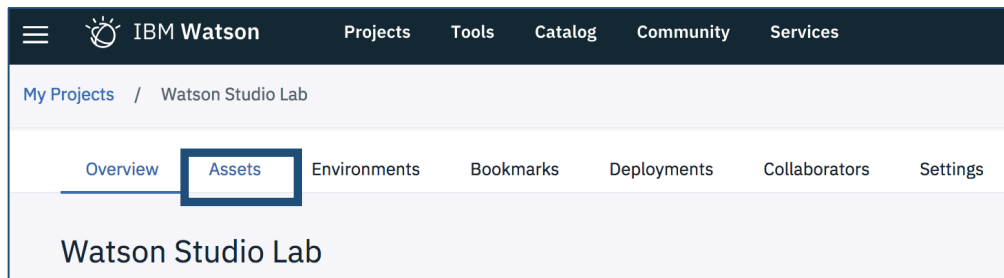 IBM Watson Projects Tools Catalog Community Services
My Projects / Watson Studio Lab
Overview Assets Environments Bookmarks Deployments Collaborators Settings
Watson Studio Lab